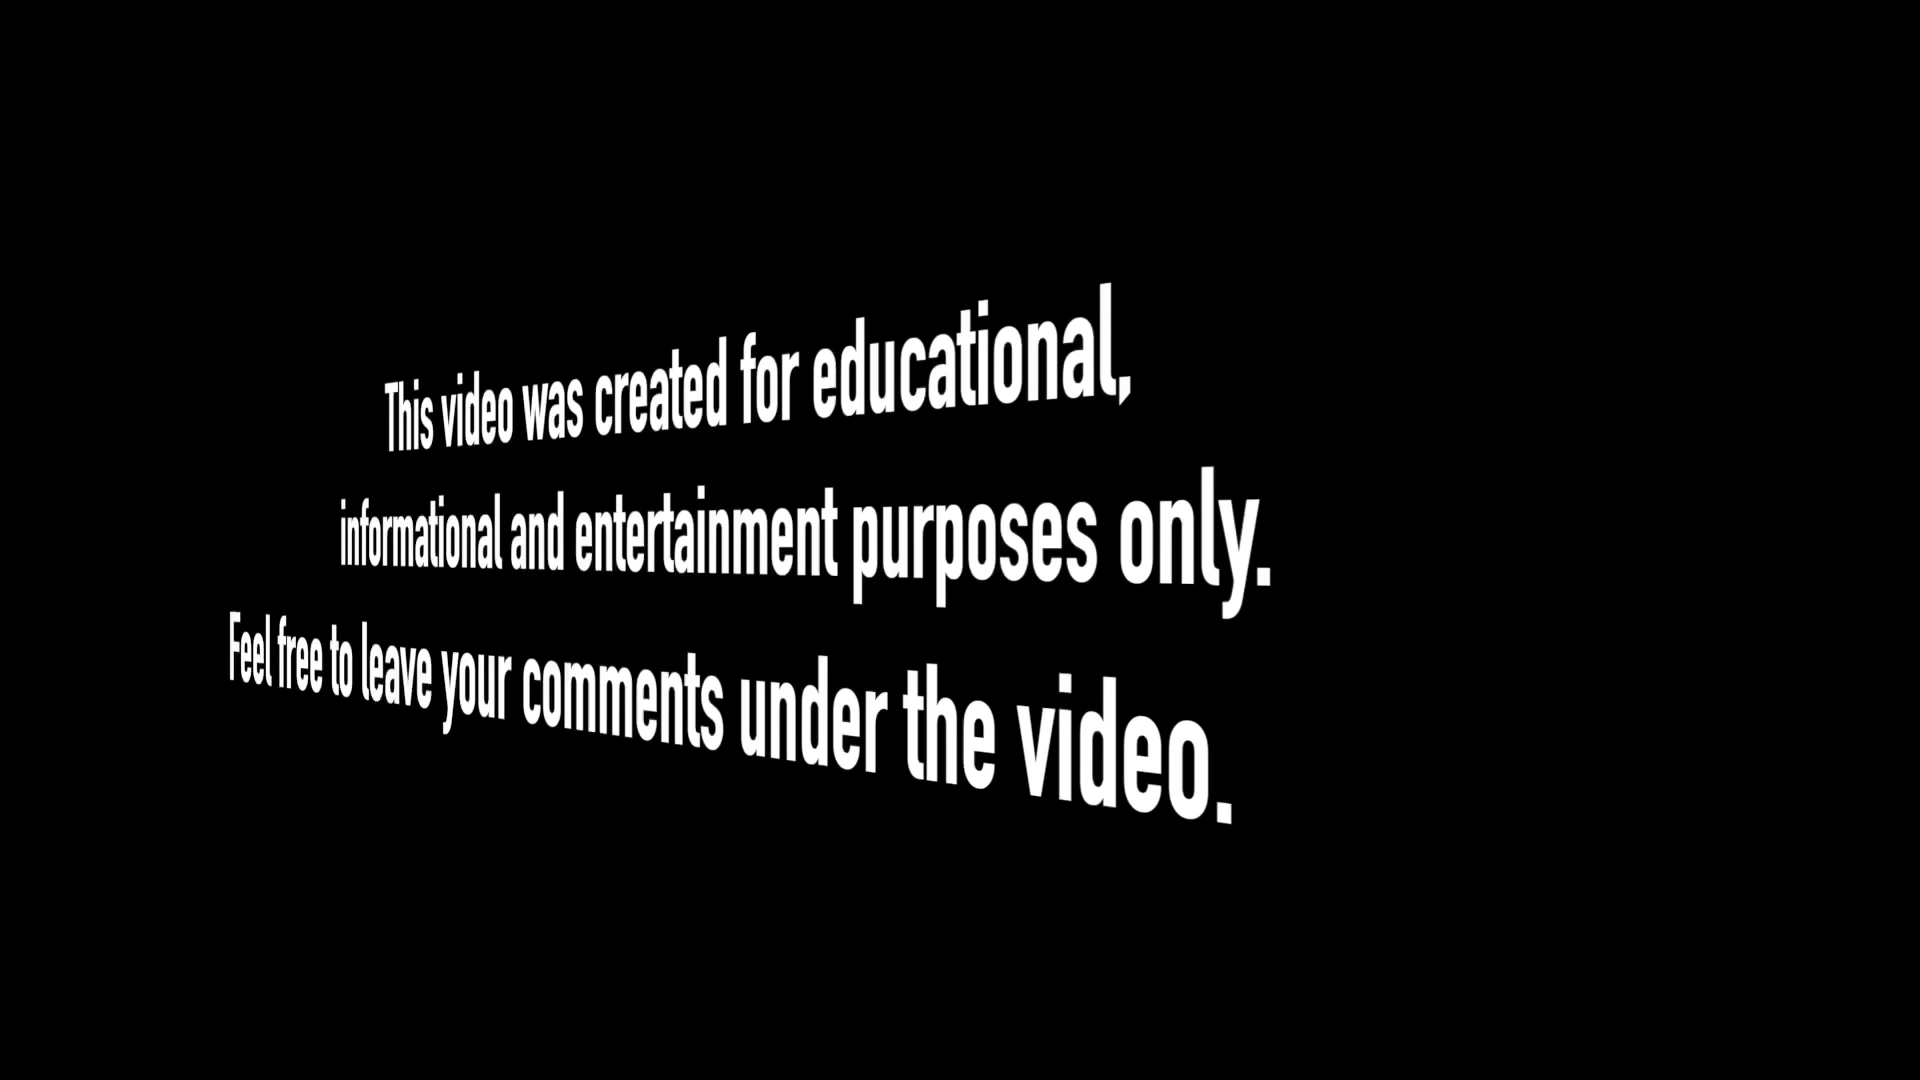 This video was created for educational,
informational and entertainment purposes only.
Feel free to leave your comments under the video.